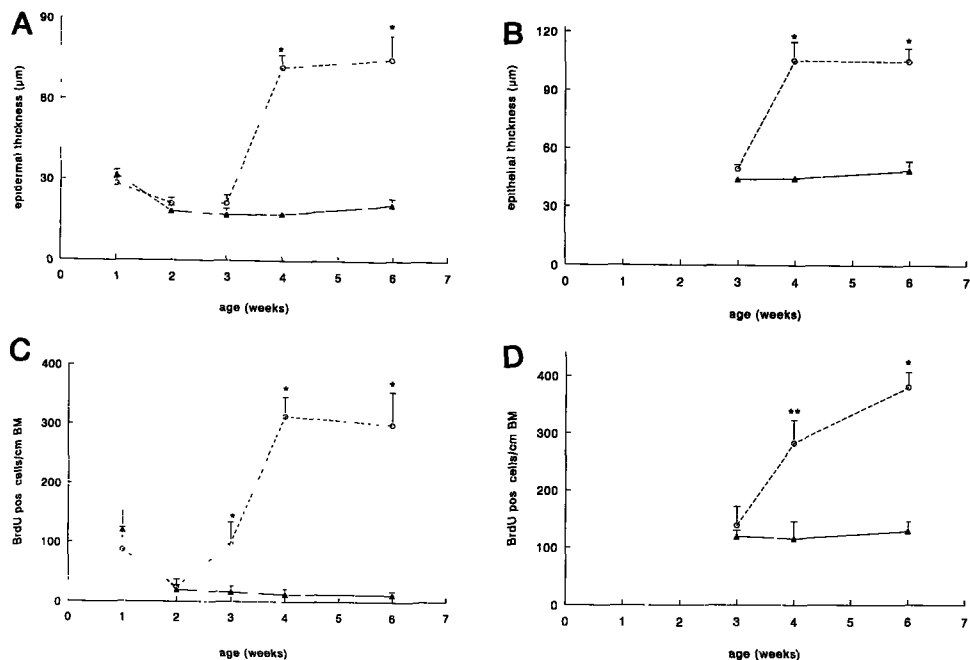 A
90
60
30
0
epidermal thickness (µm)
* *
0 1 2 3 4 5 6 7
age (weeks)
B
120
90
60
30
0
epithelial thickness (µm)
* *
0 1 2 3 4 5 6 7
age (weeks)
C
400
300
200
100
0
BrdU pos cells/cm BM
* * *
0 1 2 3 4 5 6 7
age (weeks)
D
400
300
200
100
0
BrdU pos cells/cm BM
** *
0 1 2 3 4 5 6 7
age (weeks)